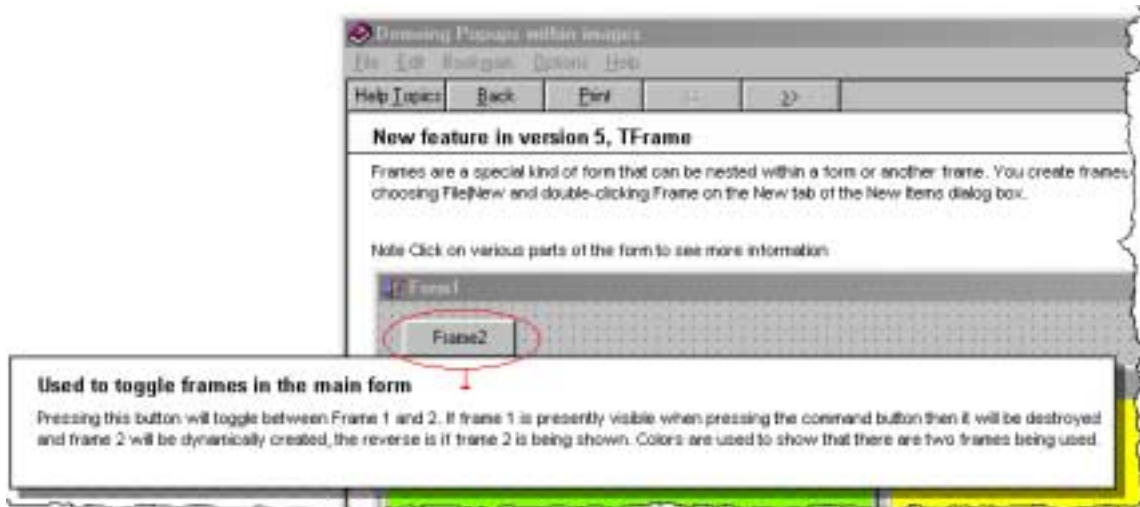 Demoing Popups within images
File Edit Bookmark Options Help
Help Topics Back Print << >>
New feature in version 5, TFrame
Frames are a special kind of form that can be nested within a form or another frame. You create frames
choosing File|New and double-clicking Frame on the New tab of the New Items dialog box.
Note Click on various parts of the form to see more information
Form1
Frame2
Used to toggle frames in the main form
Pressing this button will toggle between Frame 1 and 2. If frame 1 is presently visible when pressing the command button then it will be destroyed
and frame 2 will be dynamically created, the reverse is if frame 2 is being shown. Colors are used to show that there are two frames being used.